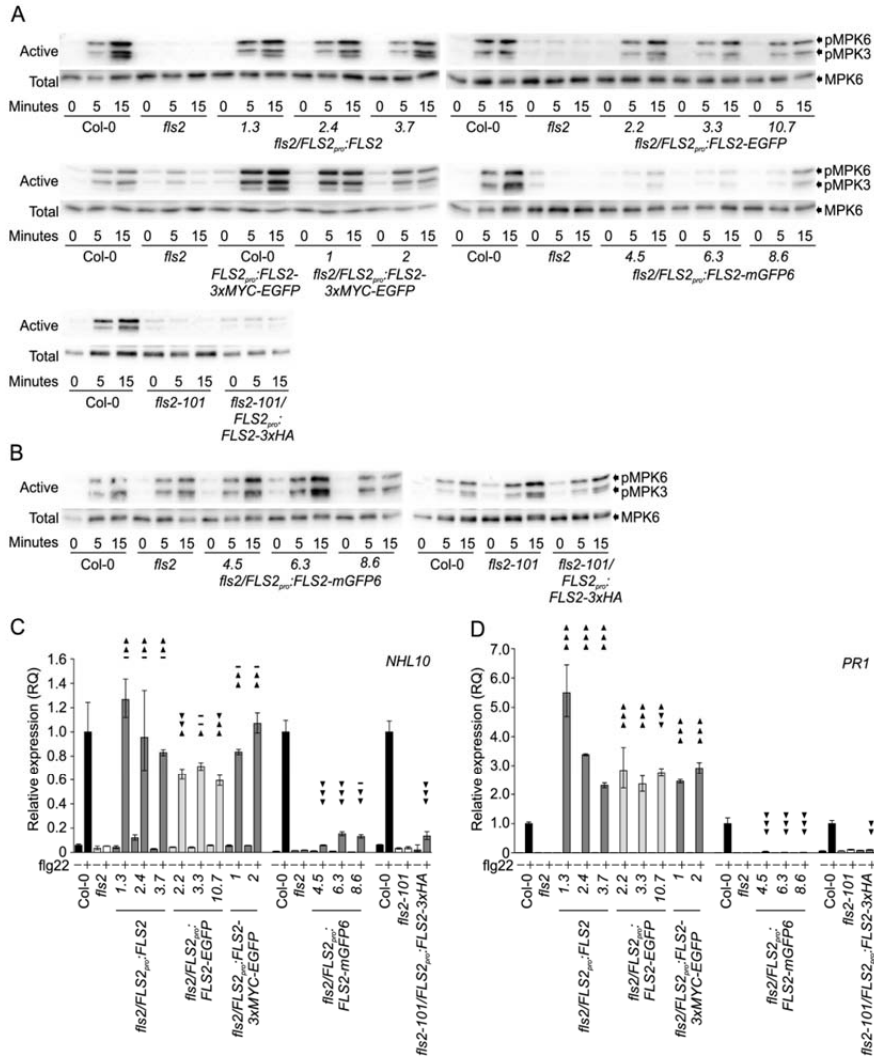 A
Active
Total
Minutes 0 5 15 0 5 15 0 5 15 0 5 15 0 5 15
Col-0 fls2 1.3 2.4 3.7
fls2/FLS2pro:FLS2
pMPK6
pMPK3
MPK6
0 5 15 0 5 15 0 5 15 0 5 15 0 5 15
Col-0 fls2 2.2 3.3 10.7
fls2/FLS2pro:FLS2-EGFP
Active
Total
Minutes 0 5 15 0 5 15 0 5 15 0 5 15 0 5 15
Col-0 fls2 Col-0 1 2
FLS2pro:FLS2-
3xMYC-EGFP
fls2/FLS2pro:FLS2-
3xMYC-EGFP
pMPK6
pMPK3
MPK6
0 5 15 0 5 15 0 5 15 0 5 15 0 5 15
Col-0 fls2 4.5 6.3 8.6
fls2/FLS2pro:FLS2-mGFP6
Active
Total
Minutes 0 5 15 0 5 15 0 5 15
Col-0 fls2-101 fls2-101/
FLS2pro:
FLS2-3xHA
B
Active
Total
Minutes 0 5 15 0 5 15 0 5 15 0 5 15 0 5 15
Col-0 fls2 4.5 6.3 8.6
fls2/FLS2pro:FLS2-mGFP6
pMPK6
pMPK3
MPK6
0 5 15 0 5 15 0 5 15
Col-0 fls2-101 fls2-101/
FLS2pro:
FLS2-3xHA
C
NHL10
Relative expression (RQ)
1.6
1.4
1.2
1.0
0.8
0.6
0.4
0.2
0
flg22 −+−+−+−+−+−+−+−+−+−+ −+−+−+−+−+ −+−+−+
Col-0
fls2
1.3
2.4
3.7
fls2/FLS2pro:FLS2
2.2
3.3
10.7
fls2/FLS2pro:
FLS2-EGFP
1
2
fls2/FLS2pro:FLS2-
3xMYC-EGFP
Col-0
fls2
4.5
6.3
8.6
fls2/FLS2pro:
FLS2-mGFP6
Col-0
fls2-101
fls2-101/FLS2pro:FLS2-3xHA
D
PR1
Relative expression (RQ)
7.0
6.0
5.0
4.0
3.0
2.0
1.0
0
flg22 −+−+−+−+−+−+−+−+−+−+ −+−+−+−+−+ −+−+−+
Col-0
fls2
1.3
2.4
3.7
fls2/FLS2pro:FLS2
2.2
3.3
10.7
fls2/FLS2pro:
FLS2-EGFP
1
2
fls2/FLS2pro:FLS2-
3xMYC-EGFP
Col-0
fls2
4.5
6.3
8.6
fls2/FLS2pro:
FLS2-mGFP6
Col-0
fls2-101
fls2-101/FLS2pro:FLS2-3xHA